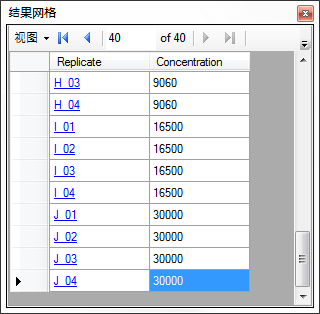 结果网格
视图 40 of 40
Replicate Concentration
H_03 9060
H_04 9060
I_01 16500
I_02 16500
I_03 16500
I_04 16500
J_01 30000
J_02 30000
J_03 30000
J_04 30000